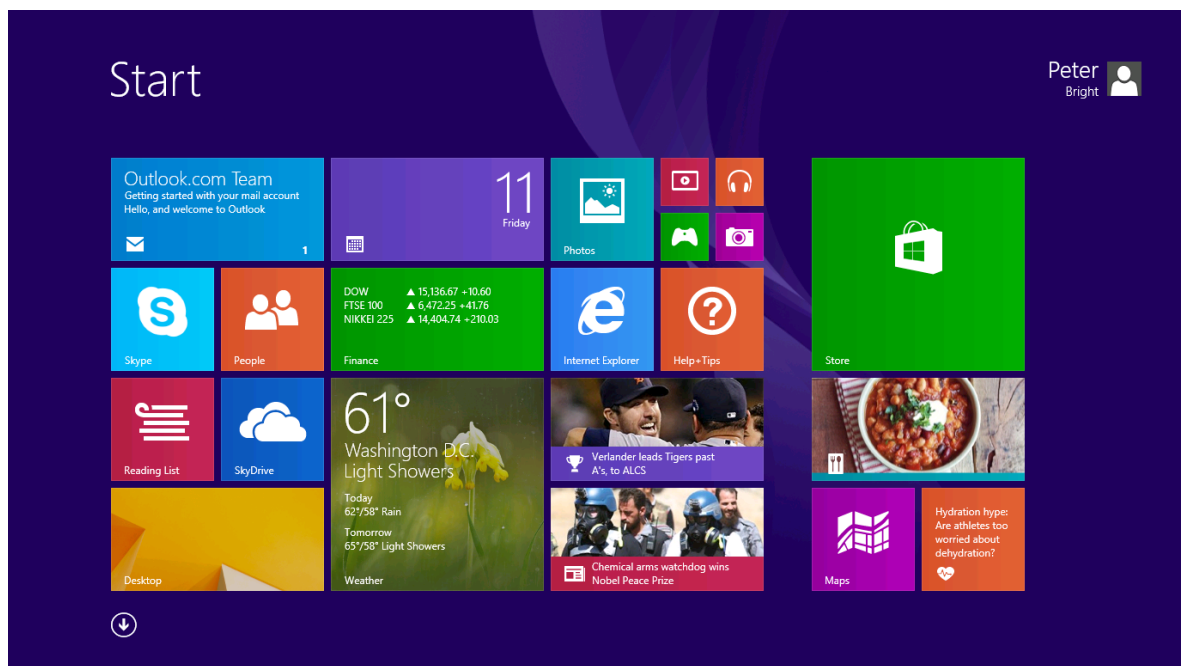 Start
Peter
Bright
Outlook.com Team
Getting started with your mail account
Hello, and welcome to Outlook
1
11
Friday
Photos
Skype
People
DOW ▲ 15,136.67 +10.60
FTSE 100 ▲ 6,472.25 +41.76
NIKKEI 225 ▲ 14,404.74 +210.03
Finance
Internet Explorer
Help+Tips
Store
Reading List
SkyDrive
61°
Washington D.C.
Light Showers
Today
62°/58° Rain
Tomorrow
65°/58° Light Showers
Weather
Verlander leads Tigers past
A's, to ALCS
Desktop
Chemical arms watchdog wins
Nobel Peace Prize
Maps
Hydration hype:
Are athletes too
worried about
dehydration?